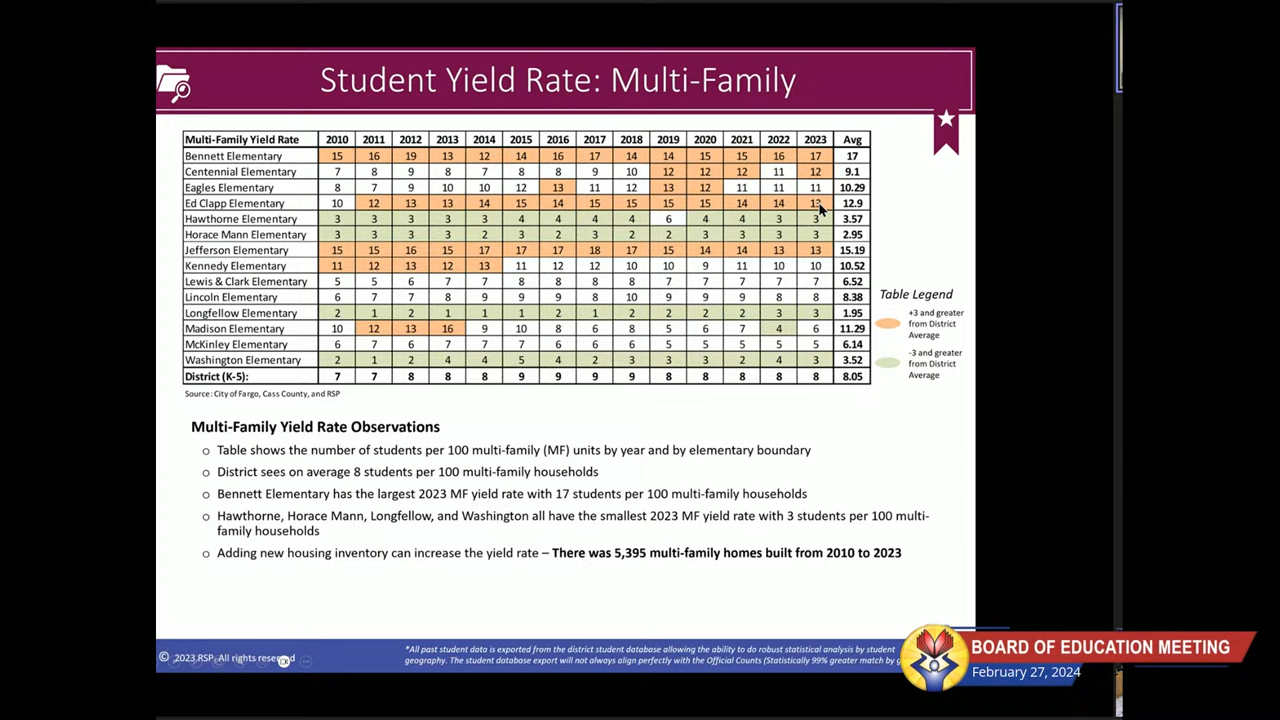 Student Yield Rate: Multi-Family
Multi-Family Yield Rate 2010 2011 2012 2013 2014 2015 2016 2017 2018 2019 2020 2021 2022 2023 Avg
Bennett Elementary 15 16 19 13 12 14 16 17 14 14 15 15 16 17 17
Centennial Elementary 7 8 9 8 7 8 8 9 10 12 12 12 11 12 9.1
Eagles Elementary 8 7 9 10 10 12 13 11 12 13 12 11 11 11 10.29
Ed Clapp Elementary 10 12 13 13 14 15 14 15 15 15 15 14 14 13 12.9
Hawthorne Elementary 3 3 3 3 3 4 4 4 4 6 4 4 3 3 3.57
Horace Mann Elementary 3 3 3 3 2 3 2 3 2 2 3 3 3 3 2.95
Jefferson Elementary 15 15 16 15 17 17 17 18 17 15 14 14 13 13 15.19
Kennedy Elementary 11 12 13 12 13 11 12 12 10 10 9 11 10 10 10.52
Lewis & Clark Elementary 5 5 6 7 7 8 8 8 8 7 7 7 7 7 6.52
Lincoln Elementary 6 7 7 8 9 9 9 8 10 9 9 9 8 8 8.38
Longfellow Elementary 2 1 2 1 1 1 2 1 2 2 2 2 3 3 1.95
Madison Elementary 10 12 13 16 9 10 8 6 8 5 6 7 4 6 11.29
McKinley Elementary 6 7 6 7 7 7 6 6 6 5 5 5 5 5 6.14
Washington Elementary 2 1 2 4 4 5 4 2 3 3 3 2 4 3 3.52
District (K-5): 7 7 8 8 8 9 9 9 9 8 8 8 8 8 8.05
Source: City of Fargo, Cass County, and RSP
Table Legend
+3 and greater
from District
Average
-3 and greater
from District
Average
Multi-Family Yield Rate Observations
o Table shows the number of students per 100 multi-family (MF) units by year and by elementary boundary
o District sees on average 8 students per 100 multi-family households
o Bennett Elementary has the largest 2023 MF yield rate with 17 students per 100 multi-family households
o Hawthorne, Horace Mann, Longfellow, and Washington all have the smallest 2023 MF yield rate with 3 students per 100 multi-
family households
o Adding new housing inventory can increase the yield rate – There was 5,395 multi-family homes built from 2010 to 2023
© 2023 RSP. All rights reserved
*All past student data is exported from the district student database allowing the ability to do robust statistical analysis by student
geography. The student database export will not always align perfectly with the Official Counts (Statistically 99% greater match by
BOARD OF EDUCATION MEETING
February 27, 2024